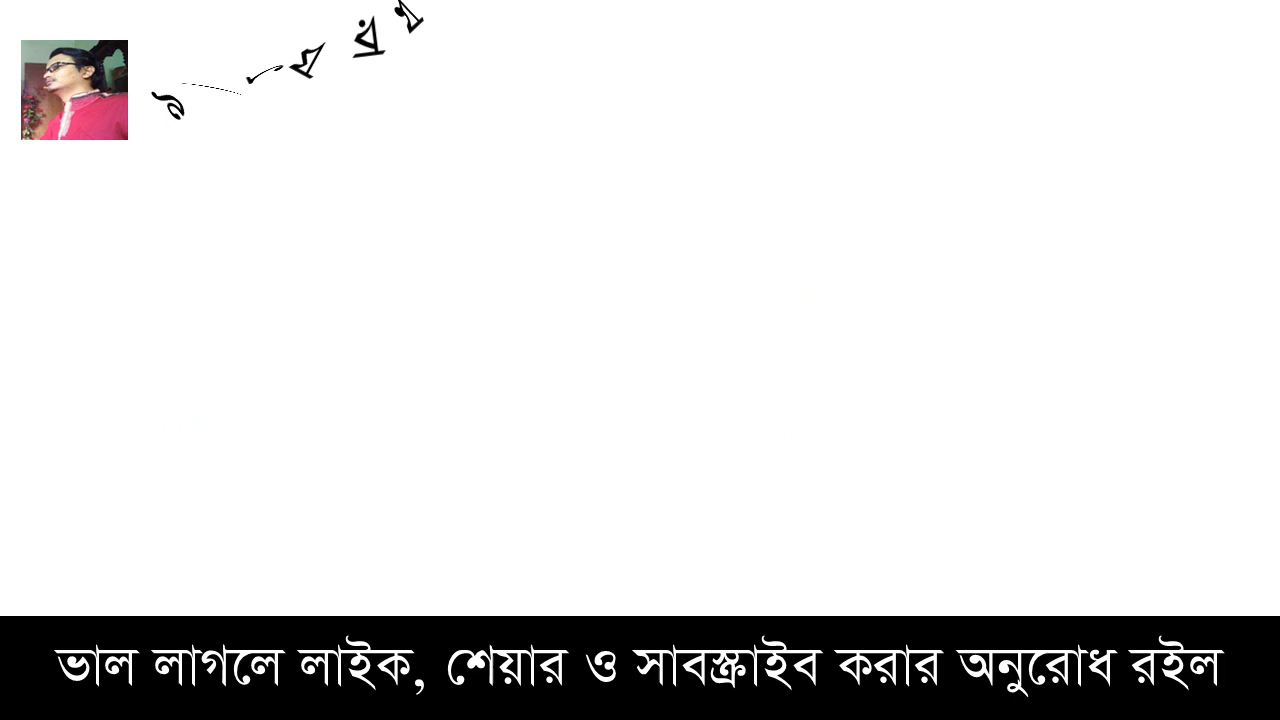 ভাল লাগলে লাইক, শেয়ার ও সাবস্ক্রাইব করার অনুরোধ রইল